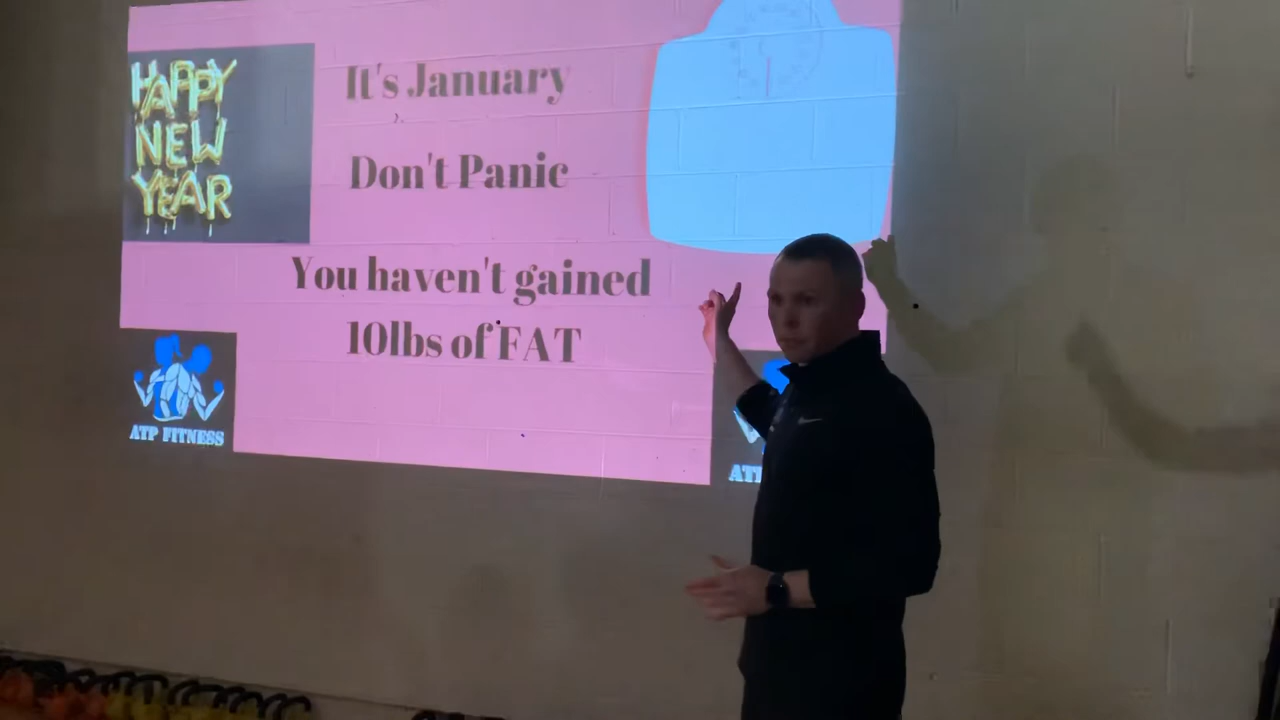 HAPPY
NEW
YEAR
It's January
Don't Panic
You haven't gained
10lbs of FAT
ATP FITNESS